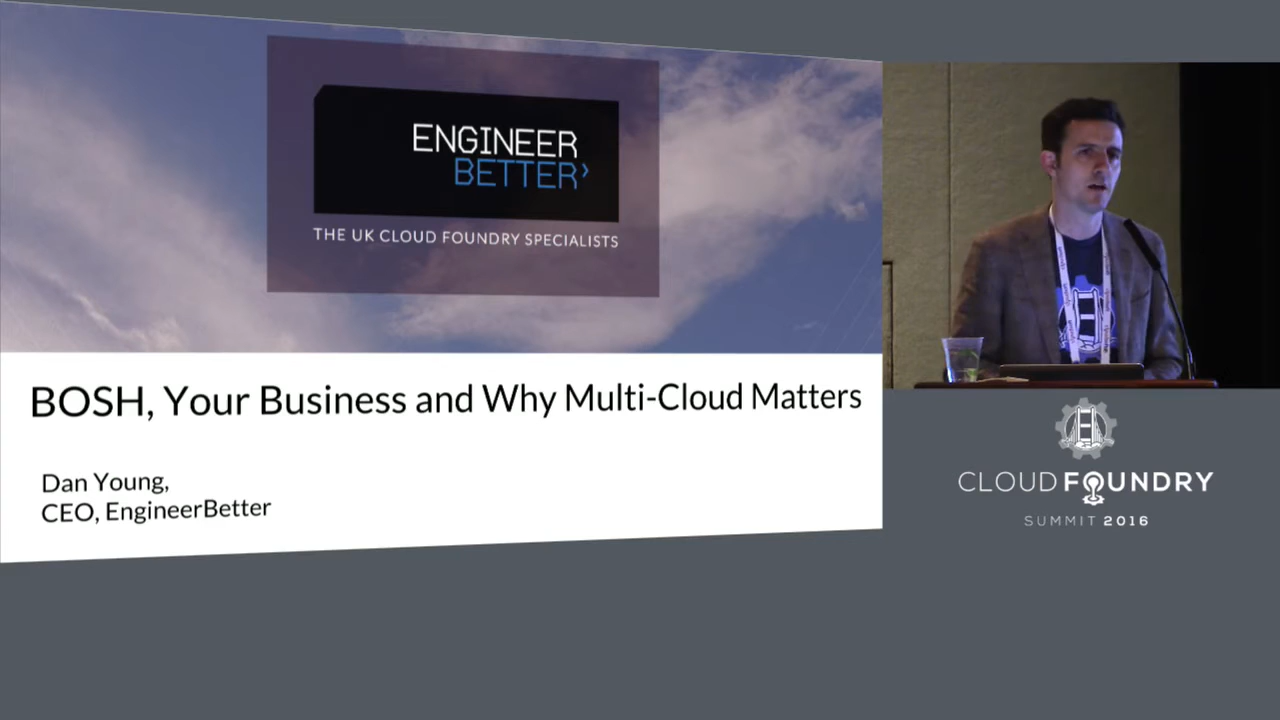 ENGINEER
BETTER›
THE UK CLOUD FOUNDRY SPECIALISTS
BOSH, Your Business and Why Multi-Cloud Matters
Dan Young,
CEO, EngineerBetter
CLOUD FOUNDRY
SUMMIT 2016